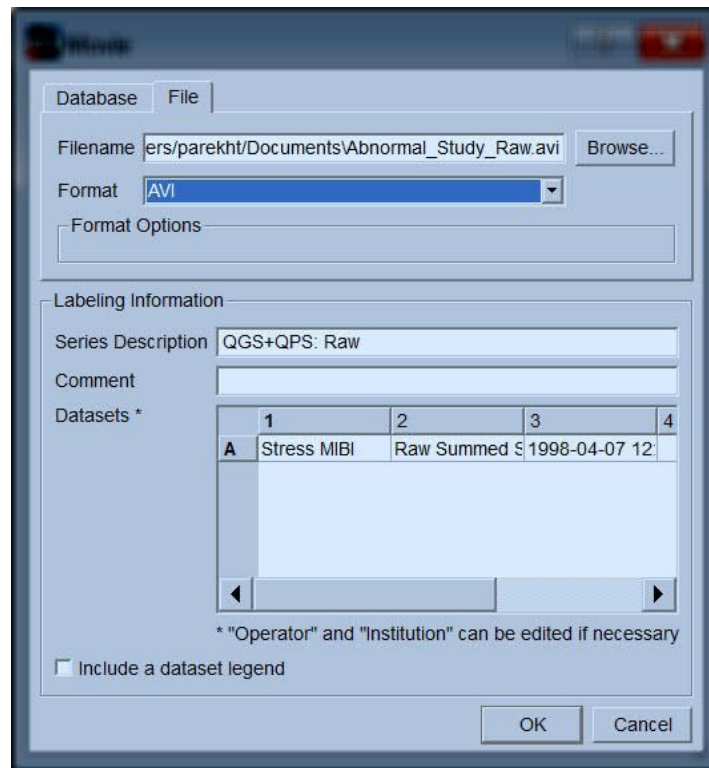 Movie
Database File
Filename ers/parekht/Documents\Abnormal_Study_Raw.avi Browse...
Format AVI
Format Options
Labeling Information
Series Description QGS+QPS: Raw
Comment
Datasets *
1 2 3 4
A Stress MIBI Raw Summed S 1998-04-07 12:
* "Operator" and "Institution" can be edited if necessary
Include a dataset legend
OK Cancel